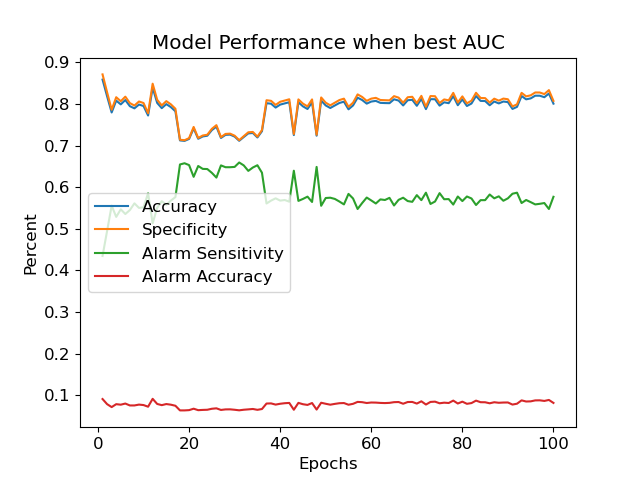 Model Performance when best AUC
0.9
0.8
0.7
0.6
0.5
0.4
0.3
0.2
0.1
Percent
Accuracy
Specificity
Alarm Sensitivity
Alarm Accuracy
0 20 40 60 80 100
Epochs